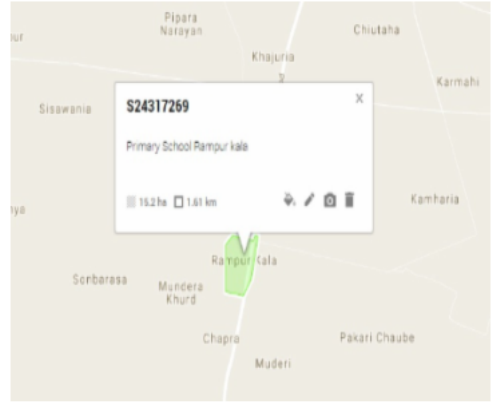 Pipara
Narayan
Chiutaha
Khajuria
Karmahi
Sisawania
S24317269
X
Primary School Rampur kala
15.2 ha 1.61 km
Kamharia
Rampur Kala
Sonbarasa
Mundera
Khurd
Chapra
Pakari Chaube
Muderi